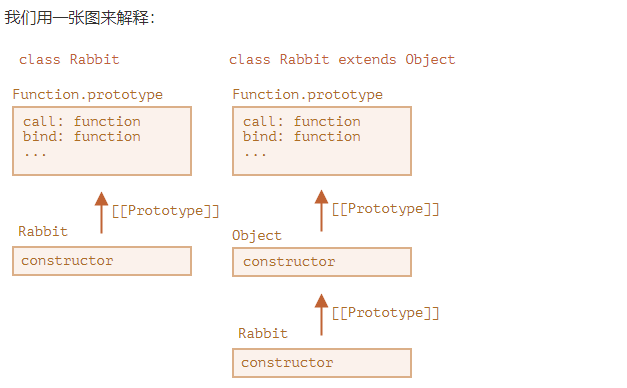 我们用一张图来解释：
class Rabbit
class Rabbit extends Object
Function.prototype
Function.prototype
call: function
bind: function
...
call: function
bind: function
...
[[Prototype]]
[[Prototype]]
Rabbit
Object
constructor
constructor
[[Prototype]]
Rabbit
constructor